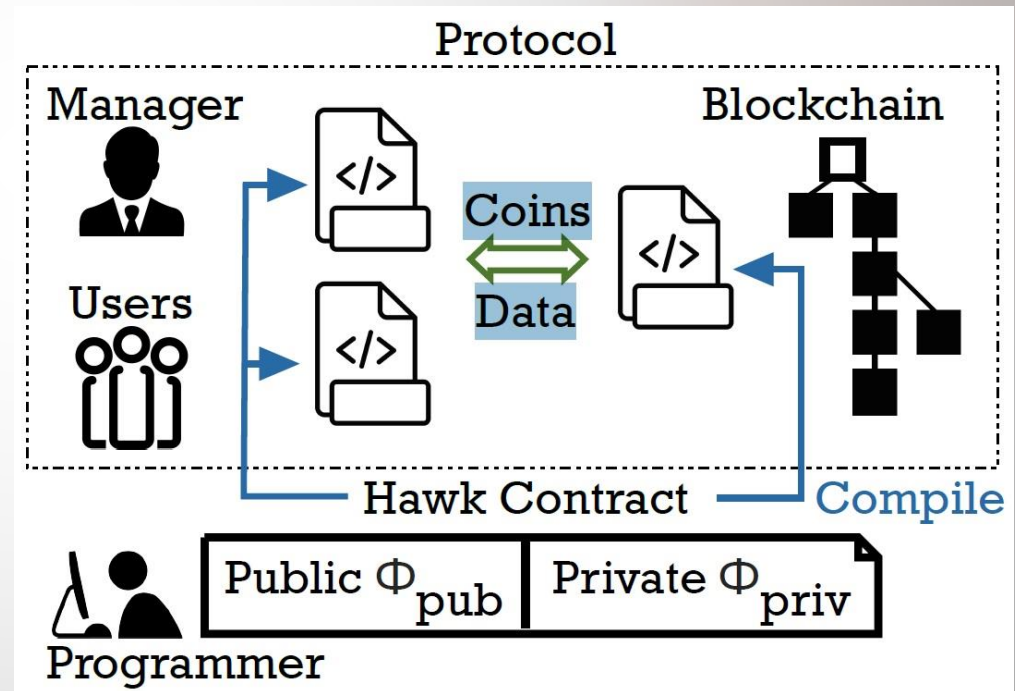 Protocol
Manager
Blockchain
</>
Coins
</>
Users
Data
</>
Hawk Contract
Compile
Public Φpub
Private Φpriv
Programmer